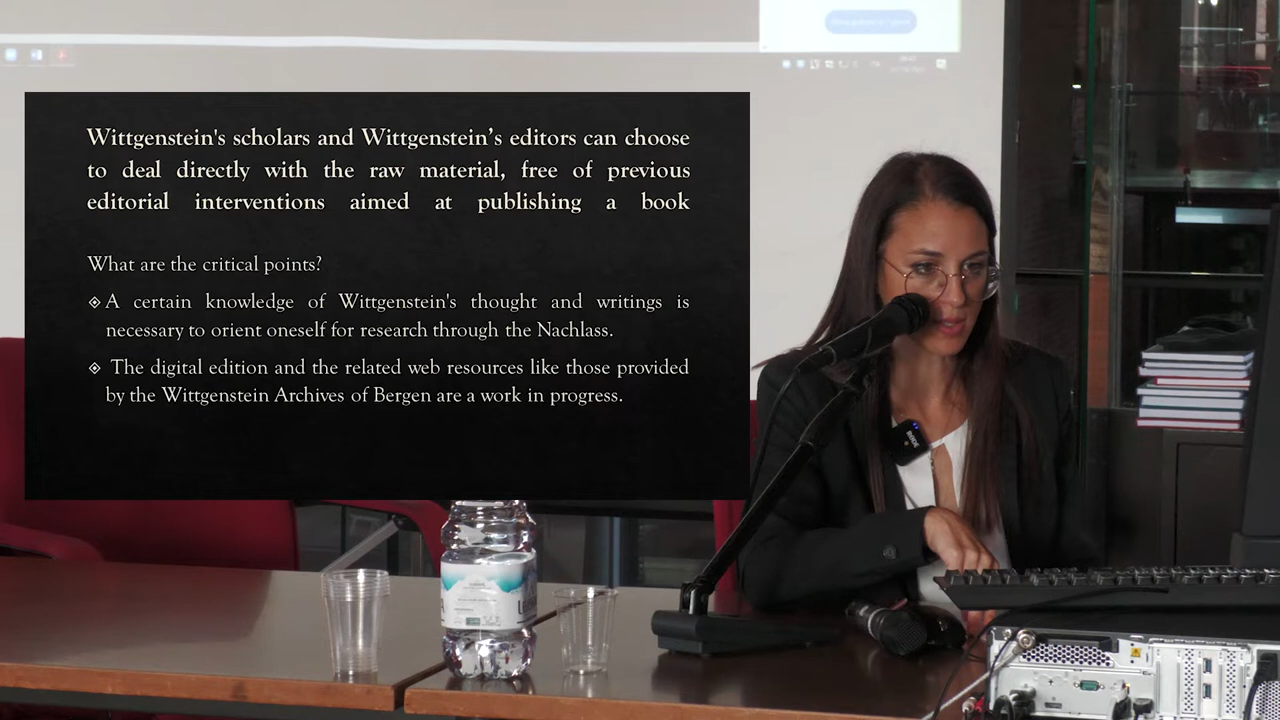 Wittgenstein's scholars and Wittgenstein’s editors can choose
to deal directly with the raw material, free of previous
editorial interventions aimed at publishing a book
What are the critical points?
A certain knowledge of Wittgenstein's thought and writings is
necessary to orient oneself for research through the Nachlass.
The digital edition and the related web resources like those provided
by the Wittgenstein Archives of Bergen are a work in progress.